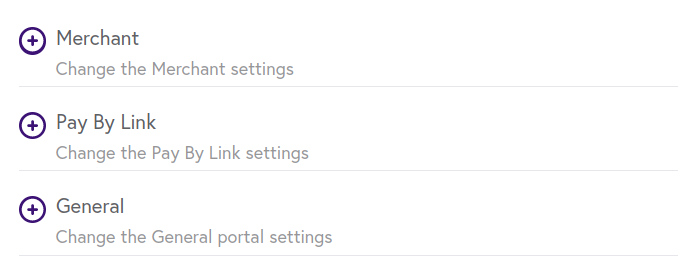 Merchant
Change the Merchant settings
Pay By Link
Change the Pay By Link settings
General
Change the General portal settings